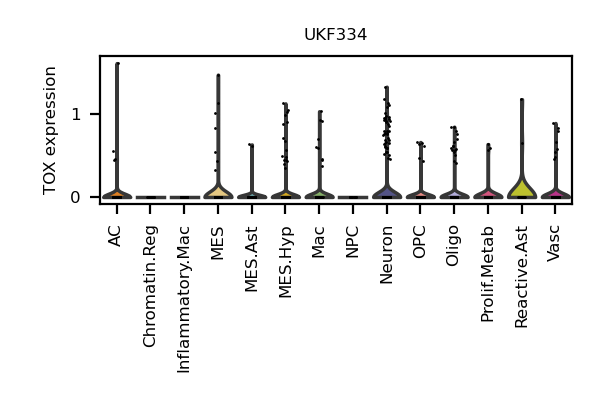 UKF334
TOX expression
1
0
AC
Chromatin.Reg
Inflammatory.Mac
MES
MES.Ast
MES.Hyp
Mac
NPC
Neuron
OPC
Oligo
Prolif.Metab
Reactive.Ast
Vasc